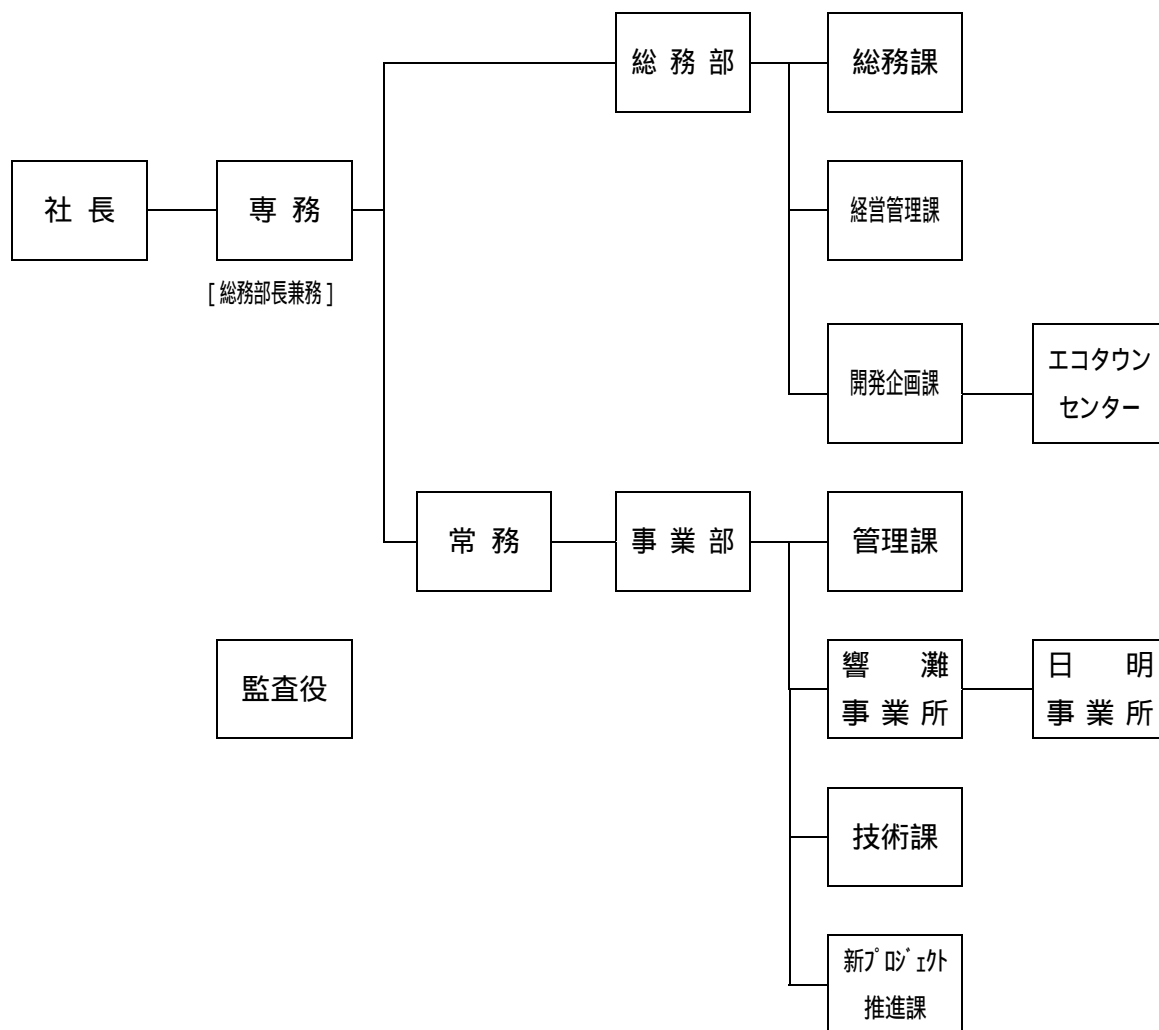 総 務 部
総務課
社 長
専 務
経営管理課
[ 総務部長兼務 ]
開発企画課
エコタウン
センター
常 務
事 業 部
管理課
監査役
響 灘
事 業 所
日 明
事 業 所
技術課
新ﾌﾟﾛｼﾞｪｸﾄ
推進課